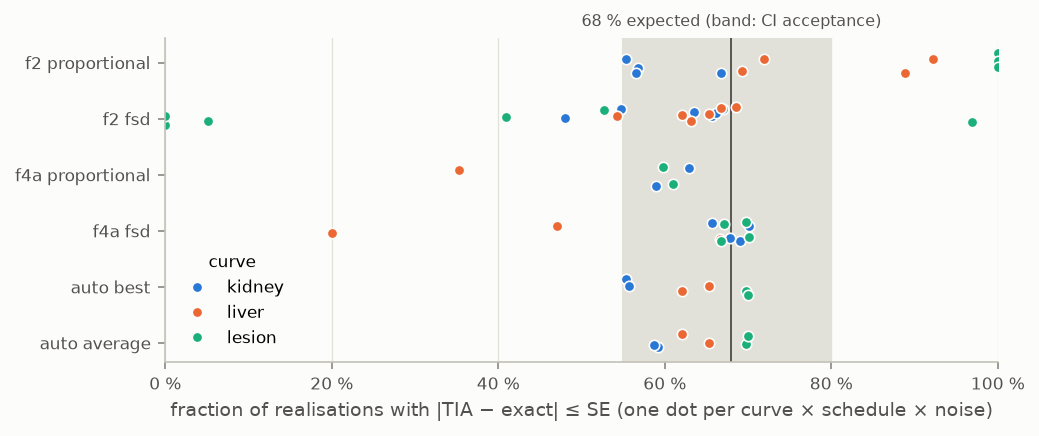 68 % expected (band: CI acceptance)
f2 proportional
f2 fsd
f4a proportional
f4a fsd
auto best
auto average
curve
kidney
liver
lesion
0 % 20 % 40 % 60 % 80 % 100 %
fraction of realisations with |TIA − exact| ≤ SE (one dot per curve × schedule × noise)